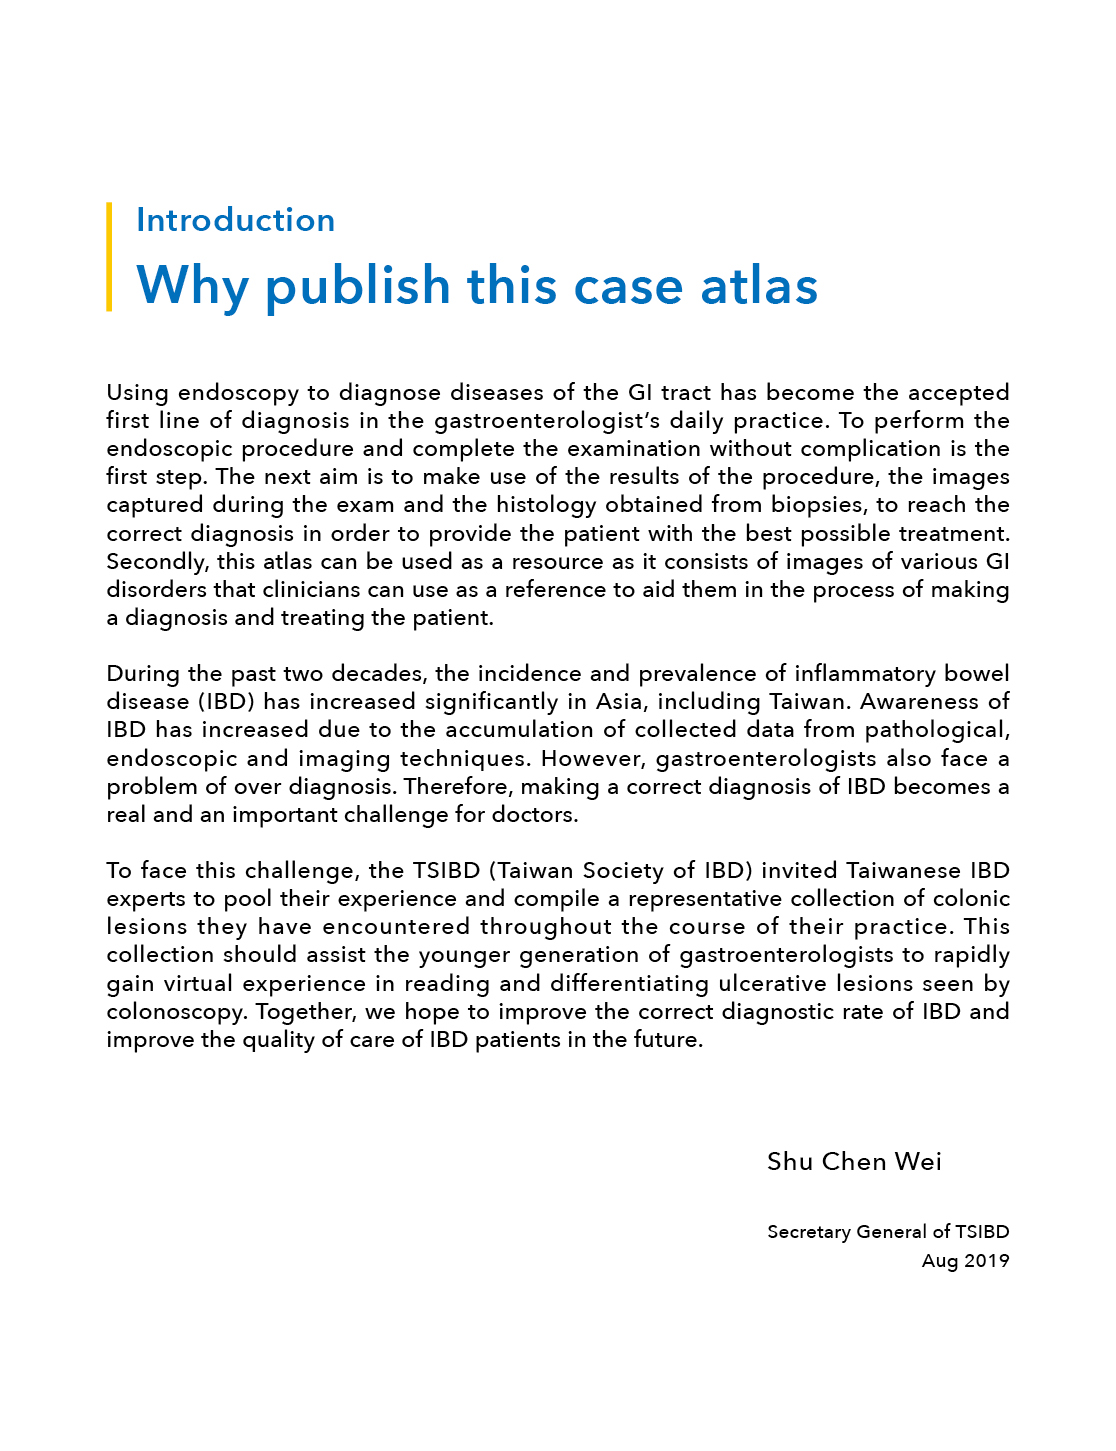 Introduction
Why publish this case atlas
Using endoscopy to diagnose diseases of the GI tract has become the accepted
first line of diagnosis in the gastroenterologist’s daily practice. To perform the
endoscopic procedure and complete the examination without complication is the
first step. The next aim is to make use of the results of the procedure, the images
captured during the exam and the histology obtained from biopsies, to reach the
correct diagnosis in order to provide the patient with the best possible treatment.
Secondly, this atlas can be used as a resource as it consists of images of various GI
disorders that clinicians can use as a reference to aid them in the process of making
a diagnosis and treating the patient.
During the past two decades, the incidence and prevalence of inflammatory bowel
disease (IBD) has increased significantly in Asia, including Taiwan. Awareness of
IBD has increased due to the accumulation of collected data from pathological,
endoscopic and imaging techniques. However, gastroenterologists also face a
problem of over diagnosis. Therefore, making a correct diagnosis of IBD becomes a
real and an important challenge for doctors.
To face this challenge, the TSIBD (Taiwan Society of IBD) invited Taiwanese IBD
experts to pool their experience and compile a representative collection of colonic
lesions they have encountered throughout the course of their practice. This
collection should assist the younger generation of gastroenterologists to rapidly
gain virtual experience in reading and differentiating ulcerative lesions seen by
colonoscopy. Together, we hope to improve the correct diagnostic rate of IBD and
improve the quality of care of IBD patients in the future.
Shu Chen Wei
Secretary General of TSIBD
Aug 2019